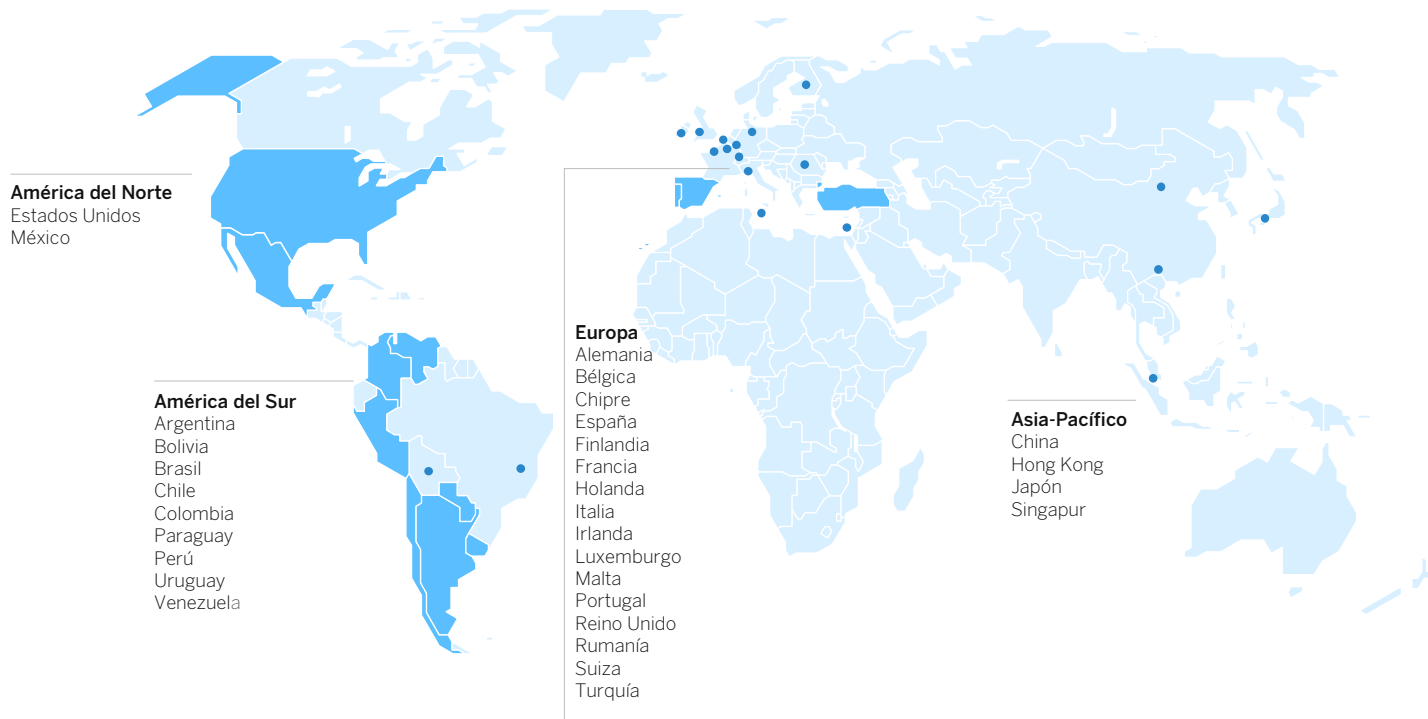 América del Norte
Estados Unidos
México
América del Sur
Argentina
Bolivia
Brasil
Chile
Colombia
Paraguay
Perú
Uruguay
Venezuela
Europa
Alemania
Bélgica
Chipre
España
Finlandia
Francia
Holanda
Italia
Irlanda
Luxemburgo
Malta
Portugal
Reino Unido
Rumanía
Suiza
Turquía
Asia-Pacífico
China
Hong Kong
Japón
Singapur